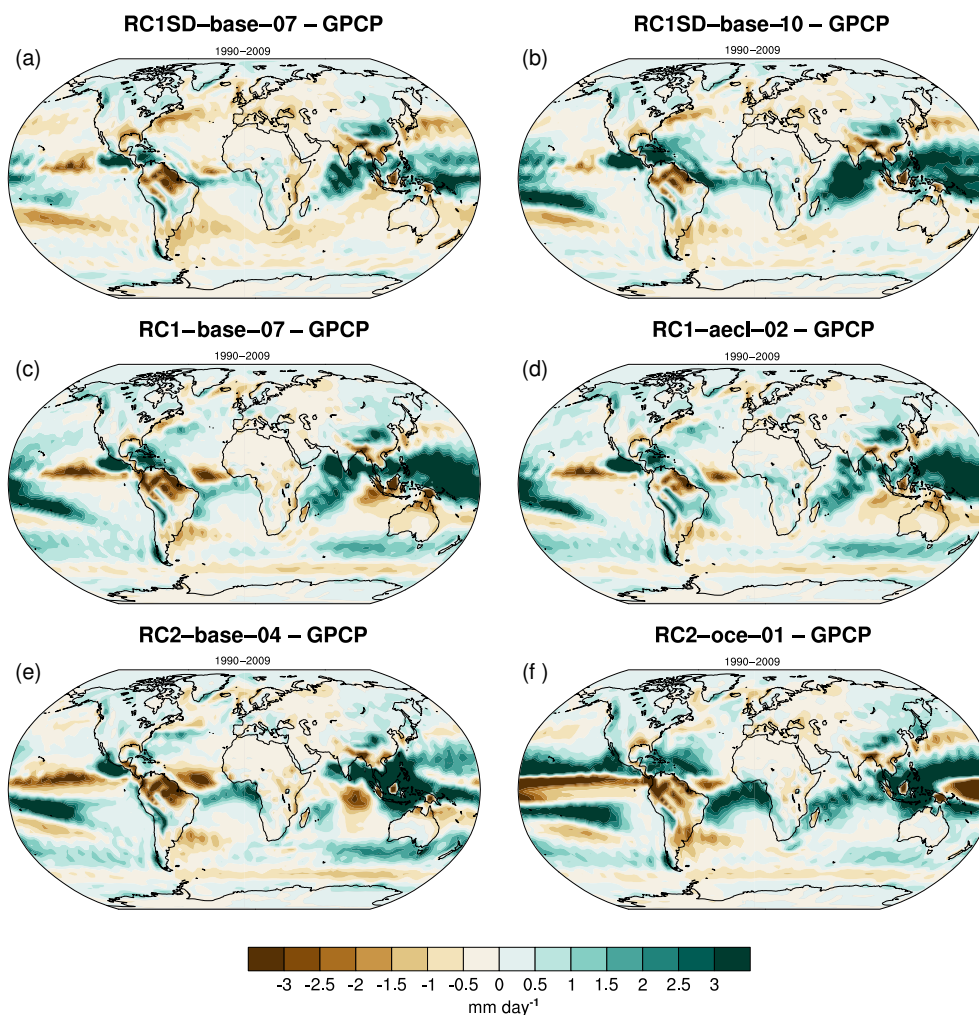 RC1SD–base–07 – GPCP
1990–2009
(a)
RC1SD–base–10 – GPCP
1990–2009
(b)
RC1–base–07 – GPCP
1990–2009
(c)
RC1–aecl–02 – GPCP
1990–2009
(d)
RC2–base–04 – GPCP
1990–2009
(e)
RC2–oce–01 – GPCP
1990–2009
(f)
-3 -2.5 -2 -1.5 -1 -0.5 0 0.5 1 1.5 2 2.5 3
mm day⁻¹